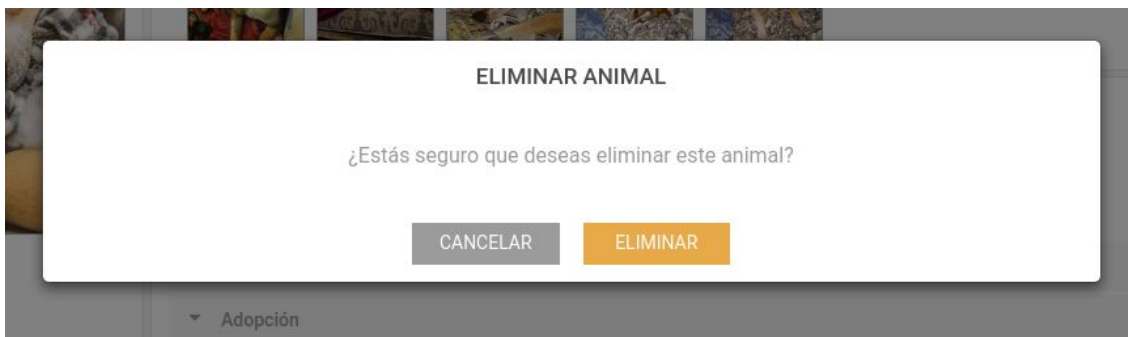 ELIMINAR ANIMAL
¿Estás seguro que deseas eliminar este animal?
CANCELAR
ELIMINAR
Adopción